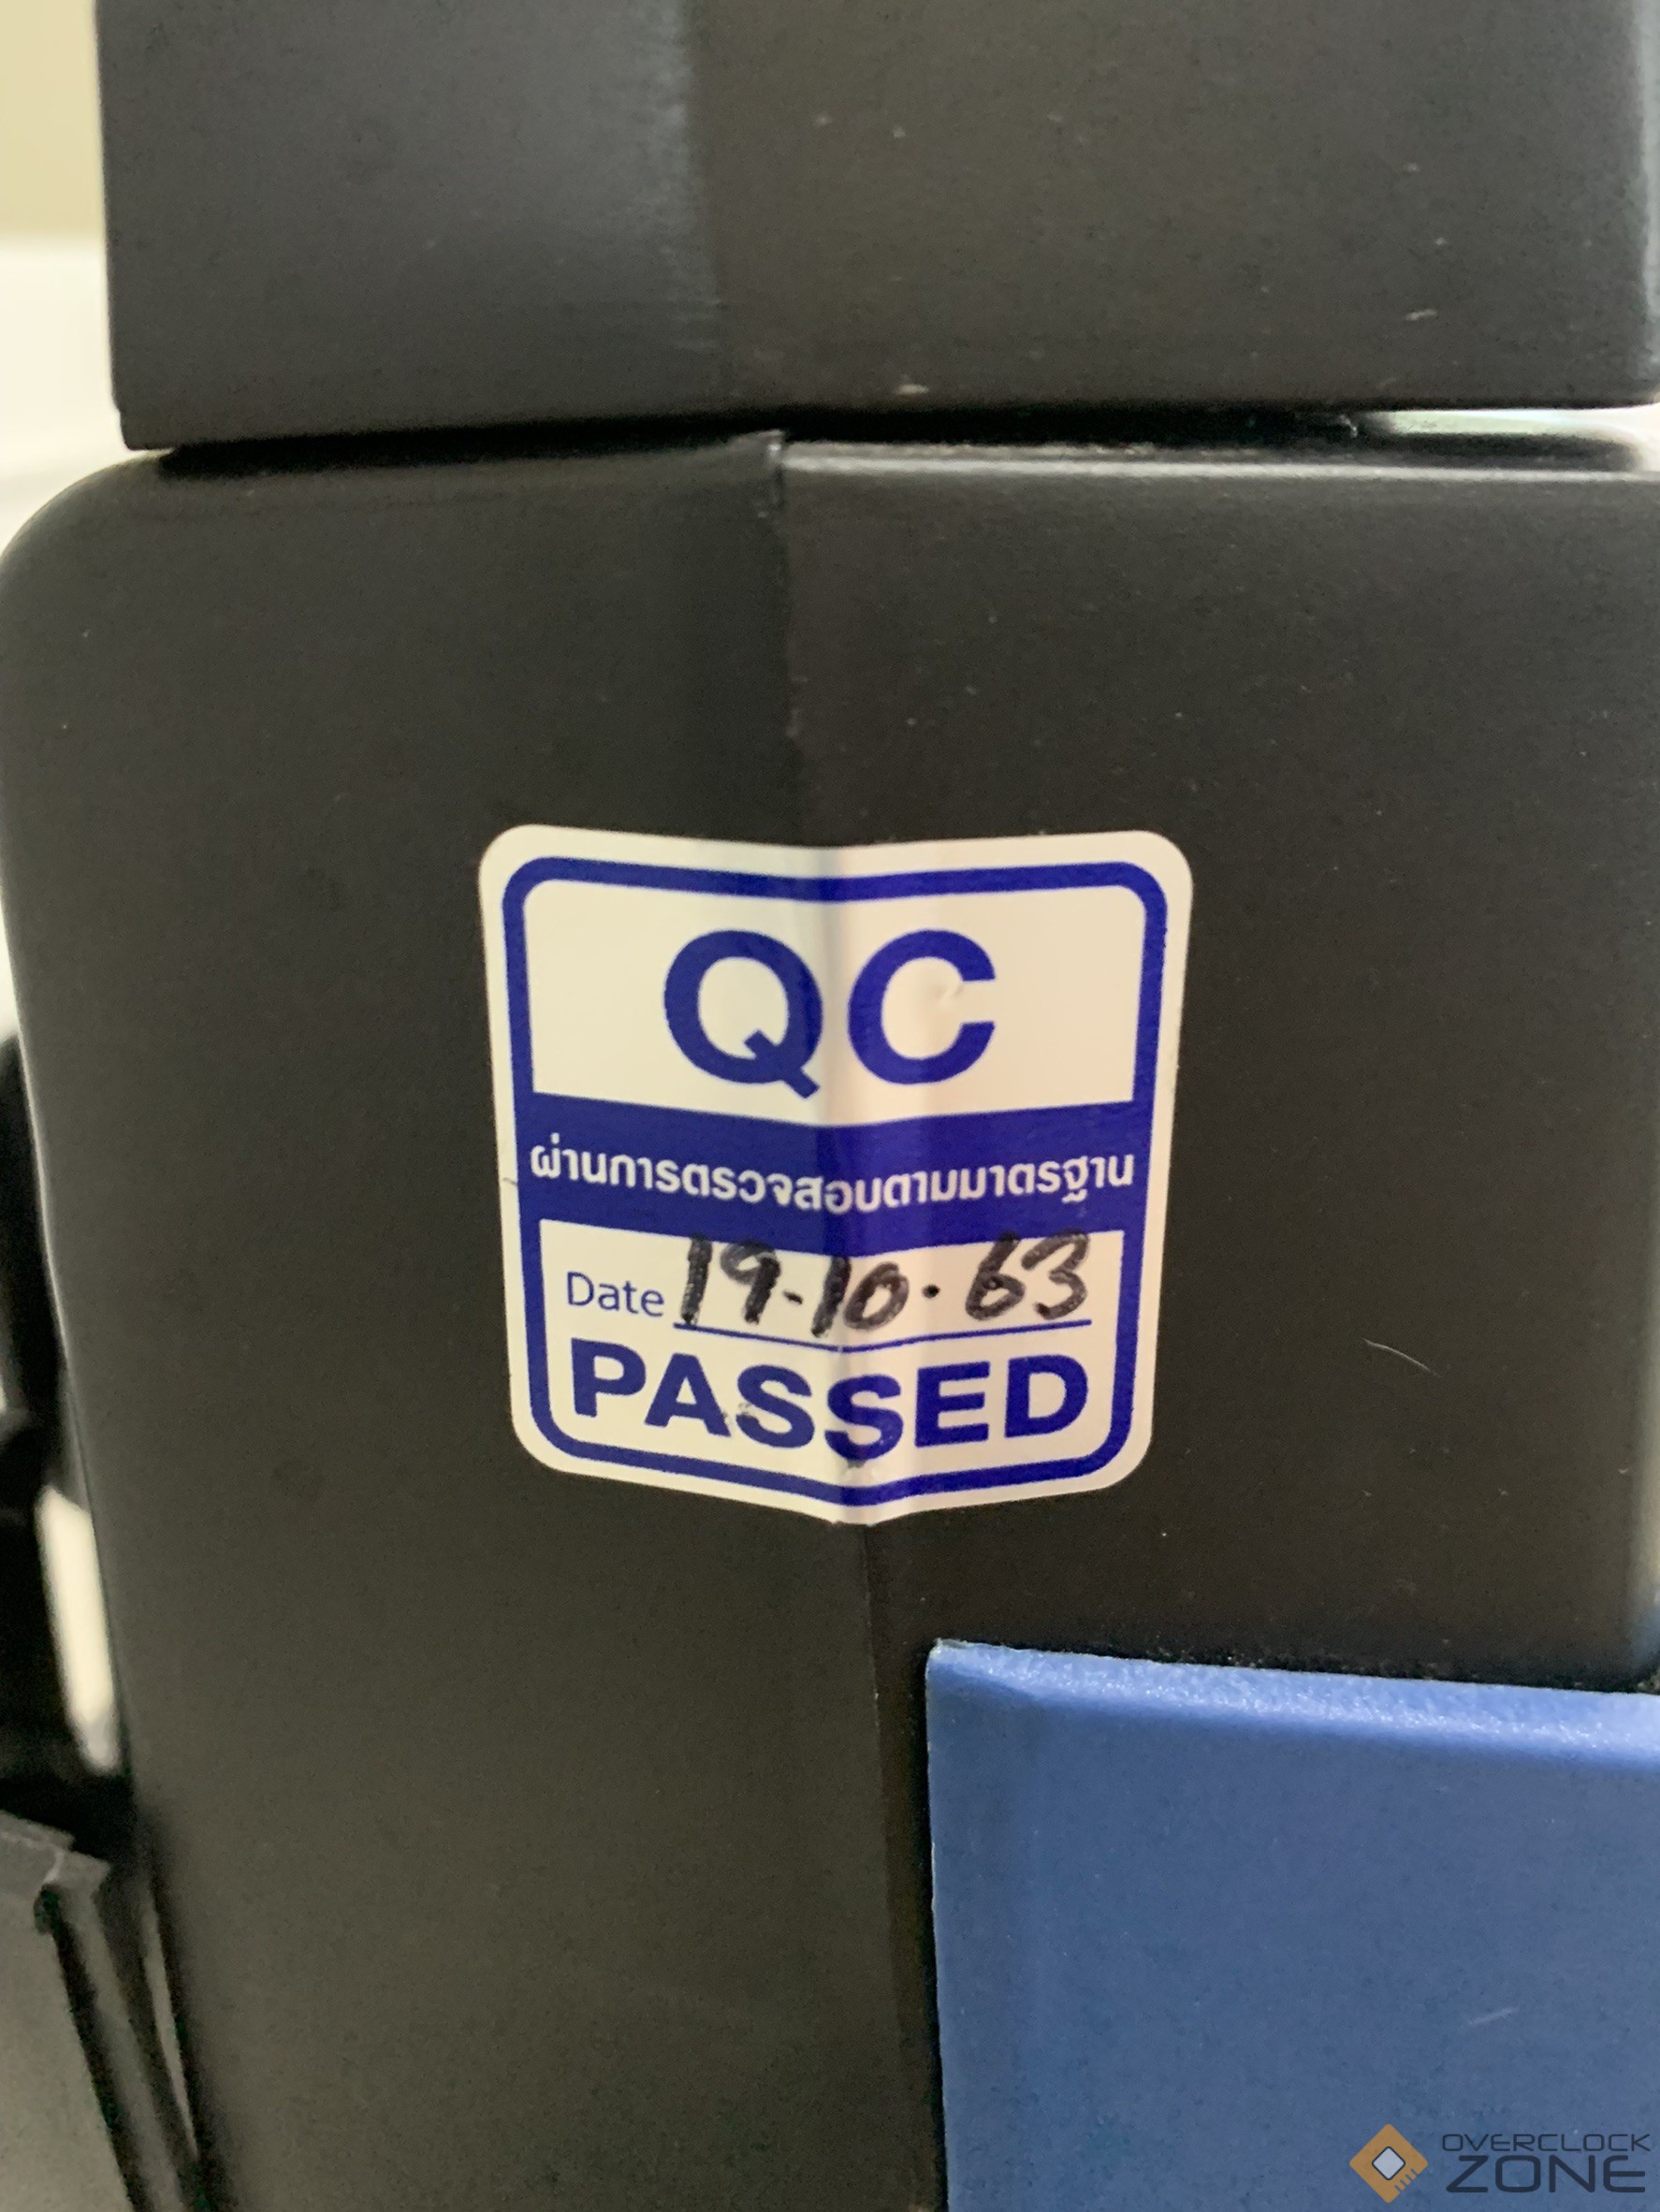 QC
ผ่านการตรวจสอบตามมาตรฐาน
Date 19-10.63
PASSED
OVERCLOCK
ZONE